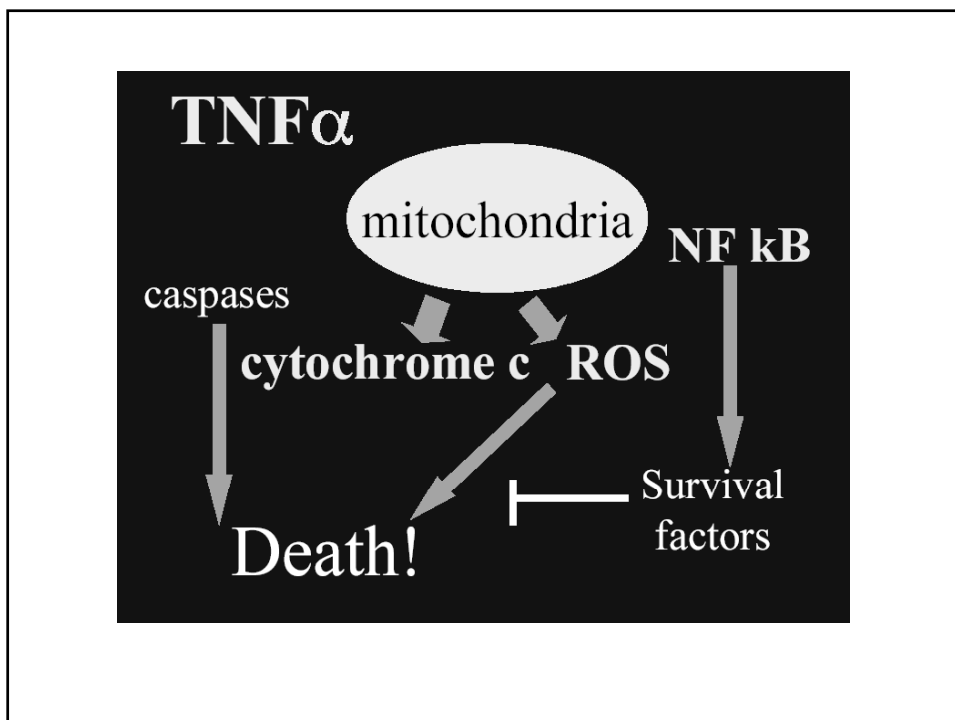 TNFα
mitochondria
NF kB
caspases
cytochrome c
ROS
Survival
factors
Death!